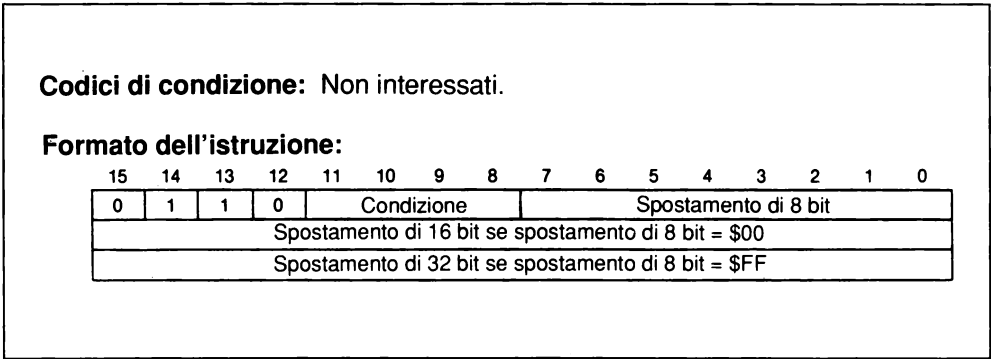 Codici di condizione: Non interessati.
Formato dell'istruzione:
15 14 13 12 11 10 9 8 7 6 5 4 3 2 1 0
0 1 1 0 Condizione Spostamento di 8 bit
Spostamento di 16 bit se spostamento di 8 bit = $00
Spostamento di 32 bit se spostamento di 8 bit = $FF